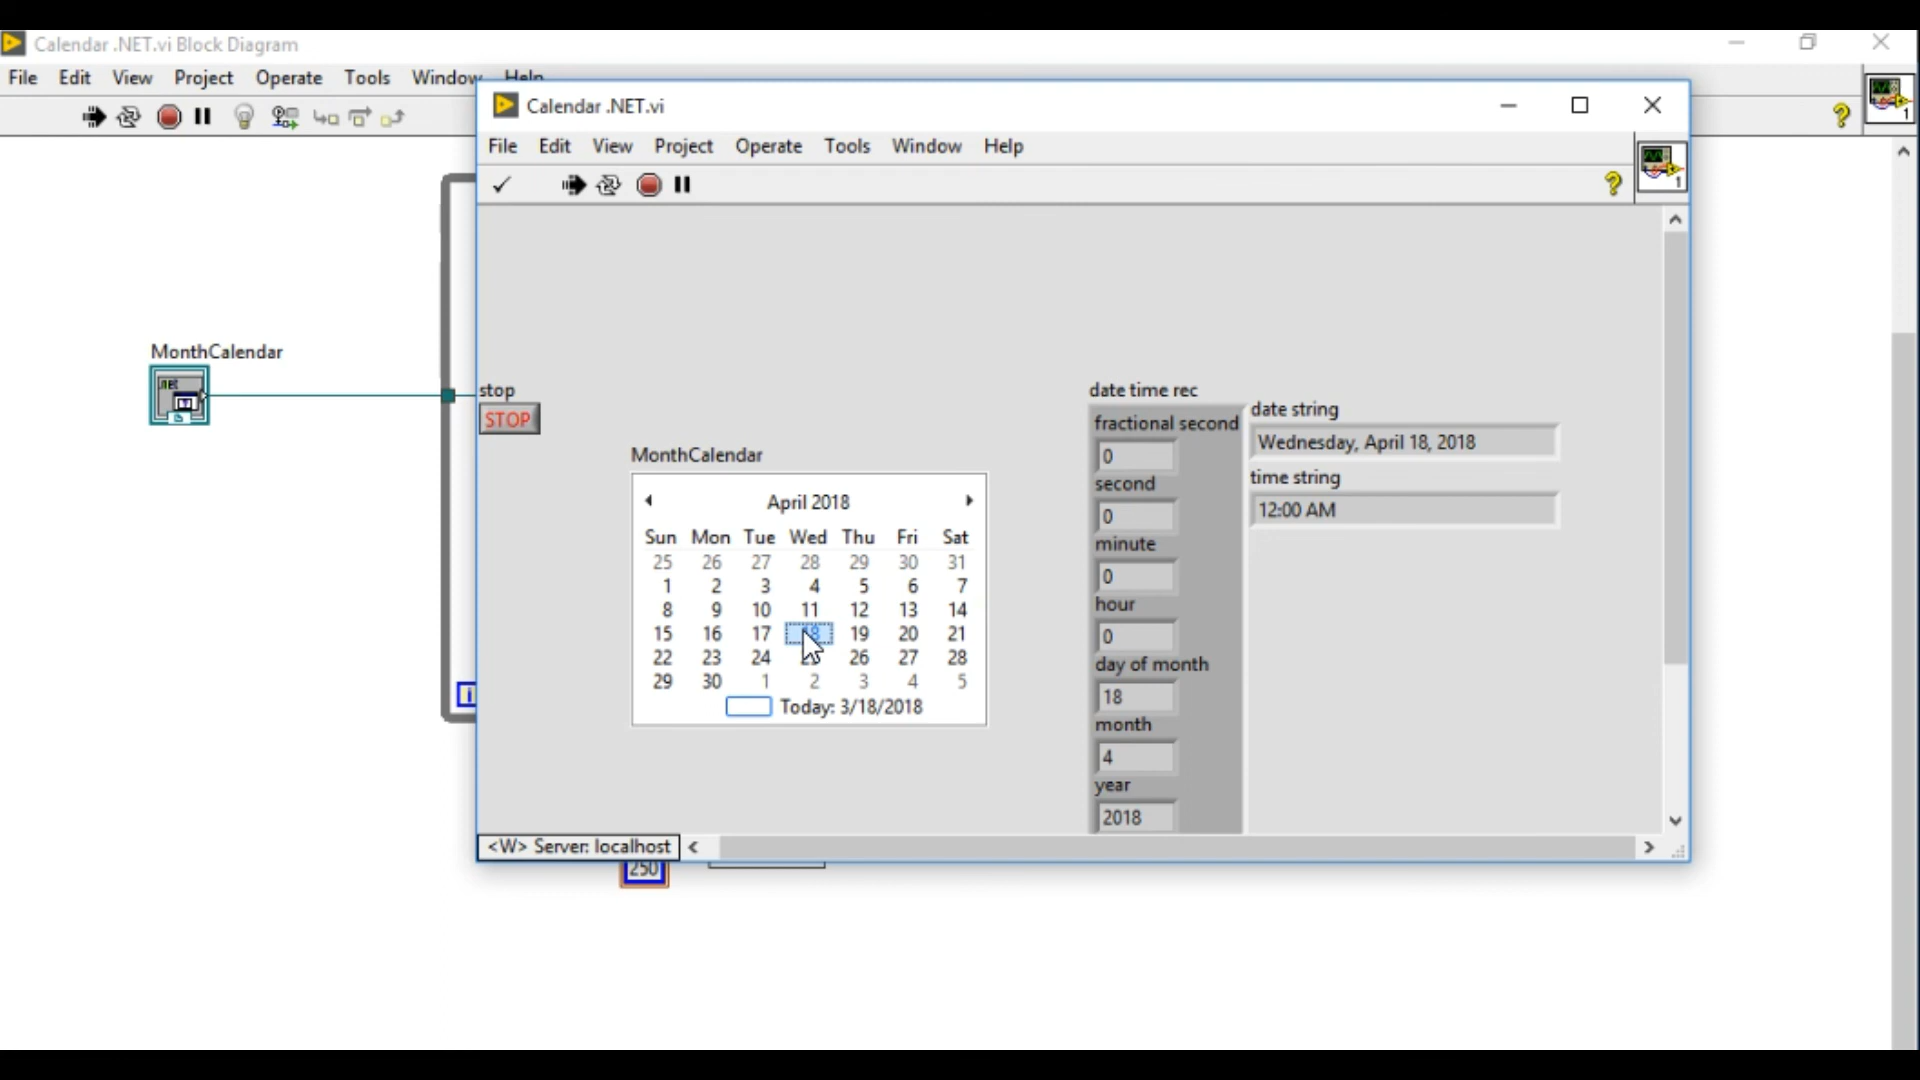 Calendar .NET.vi Block Diagram
File Edit View Project Operate Tools Window Help
Calendar .NET.vi
File Edit View Project Operate Tools Window Help
1
1
MonthCalendar
.net
stop
STOP
MonthCalendar
April 2018
Sun Mon Tue Wed Thu Fri Sat
25 26 27 28 29 30 31
1 2 3 4 5 6 7
8 9 10 11 12 13 14
15 16 17 18 19 20 21
22 23 24 25 26 27 28
29 30 1 2 3 4 5
Today: 3/18/2018
date time rec
fractional second
0
second
0
minute
0
hour
0
day of month
18
month
4
year
2018
date string
Wednesday, April 18, 2018
time string
12:00 AM
i
<W> Server: localhost
250